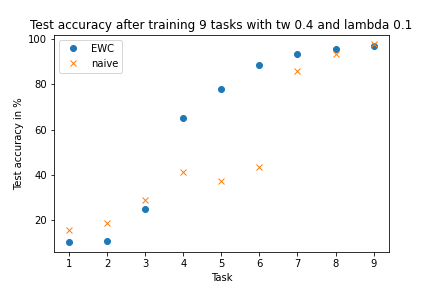 Test accuracy after training 9 tasks with tw 0.4 and lambda 0.1
100
EWC
naive
80
60
40
20
Test accuracy in %
1 2 3 4 5 6 7 8 9
Task